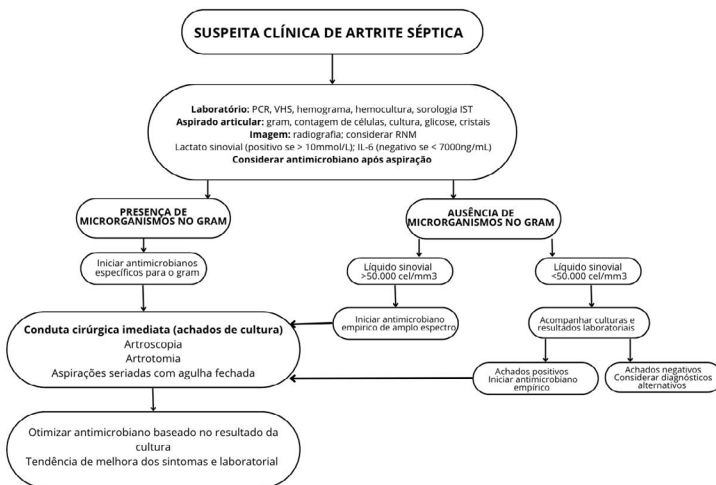 SUSPEITA CLÍNICA DE ARTRITE SÉPTICA
Laboratório: PCR, VHS, hemograma, hemocultura, sorologia IST
Aspirado articular: gram, contagem de células, cultura, glicose, cristais
Imagem: radiografia; considerar RNM
Lactato sinovial (positivo se > 10mmol/L); IL-6 (negativo se < 7000ng/mL)
Considerar antimicrobiano após aspiração
PRESENÇA DE
MICRORGANISMOS NO GRAM
AUSÊNCIA DE
MICRORGANISMOS NO GRAM
Iniciar antimicrobianos
específicos para o gram
Líquido sinovial
>50.000 cel/mm3
Líquido sinovial
<50.000 cel/mm3
Iniciar antimicrobiano
empirico de amplo espectro
Acompanhar culturas e
resultados laboratoriais
Conduta cirúrgica imediata (achados de cultura)
Artroscopia
Artrotomia
Aspirações seriadas com agulha fechada
Achados positivos
Iniciar antimicrobiano
empírico
Achados negativos
Considerar diagnósticos
alternativos
Otimizar antimicrobiano baseado no resultado da
cultura
Tendência de melhora dos sintomas e laboratorial